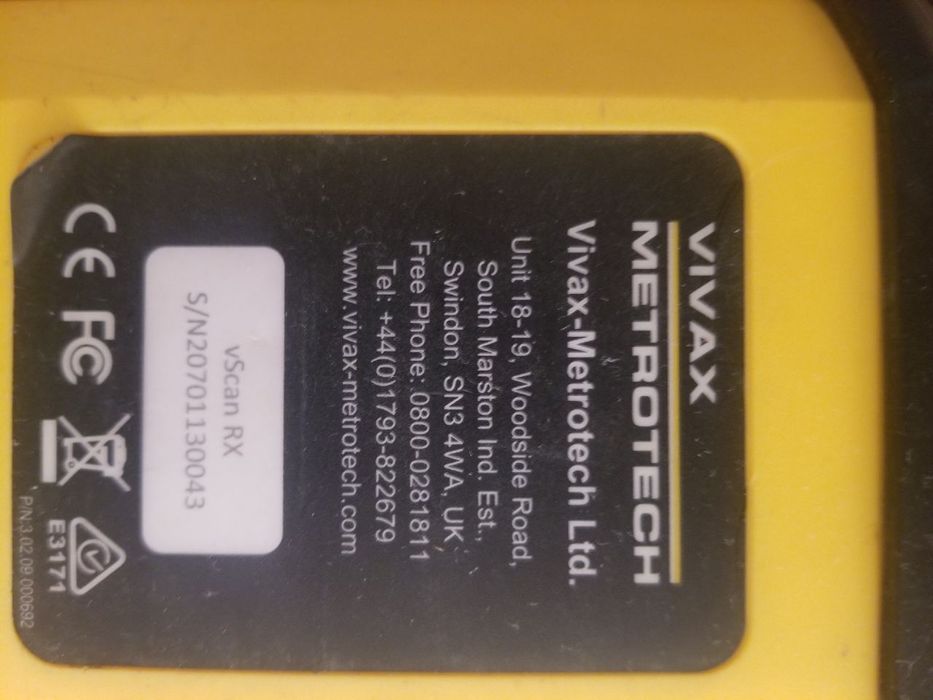 VIVAX
METROTECH
Vivax-Metrotech Ltd.
Unit 18-19, Woodside Road,
South Marston Ind. Est.,
Swindon, SN3 4WA, UK
Free Phone: 0800-0281811
Tel: +44(0)1793-822679
www.vivax-metrotech.com
vScan RX
S/N20701130043
CE FC E31171
P/N3.02.09.000692